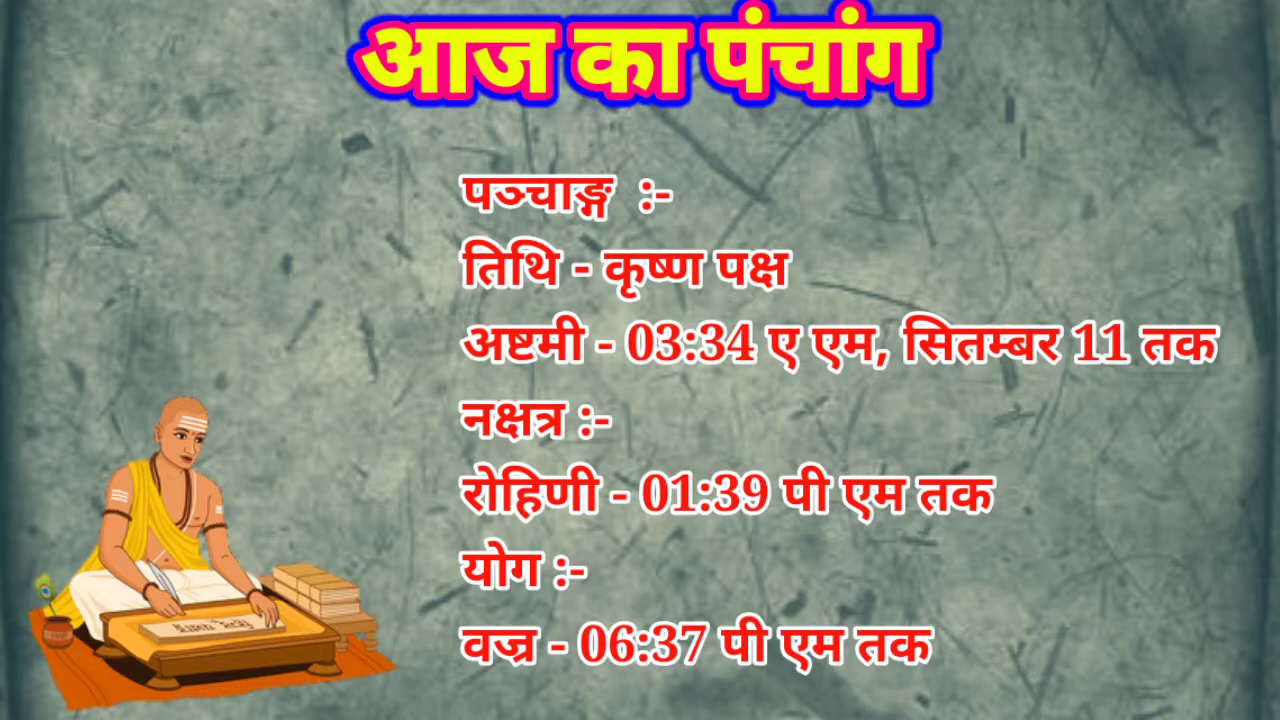 आज का पंचांग
पञ्चाङ्ग :-
तिथि - कृष्ण पक्ष
अष्टमी - 03:34 ए एम, सितम्बर 11 तक
नक्षत्र :-
रोहिणी - 01:39 पी एम तक
योग :-
वज्र - 06:37 पी एम तक